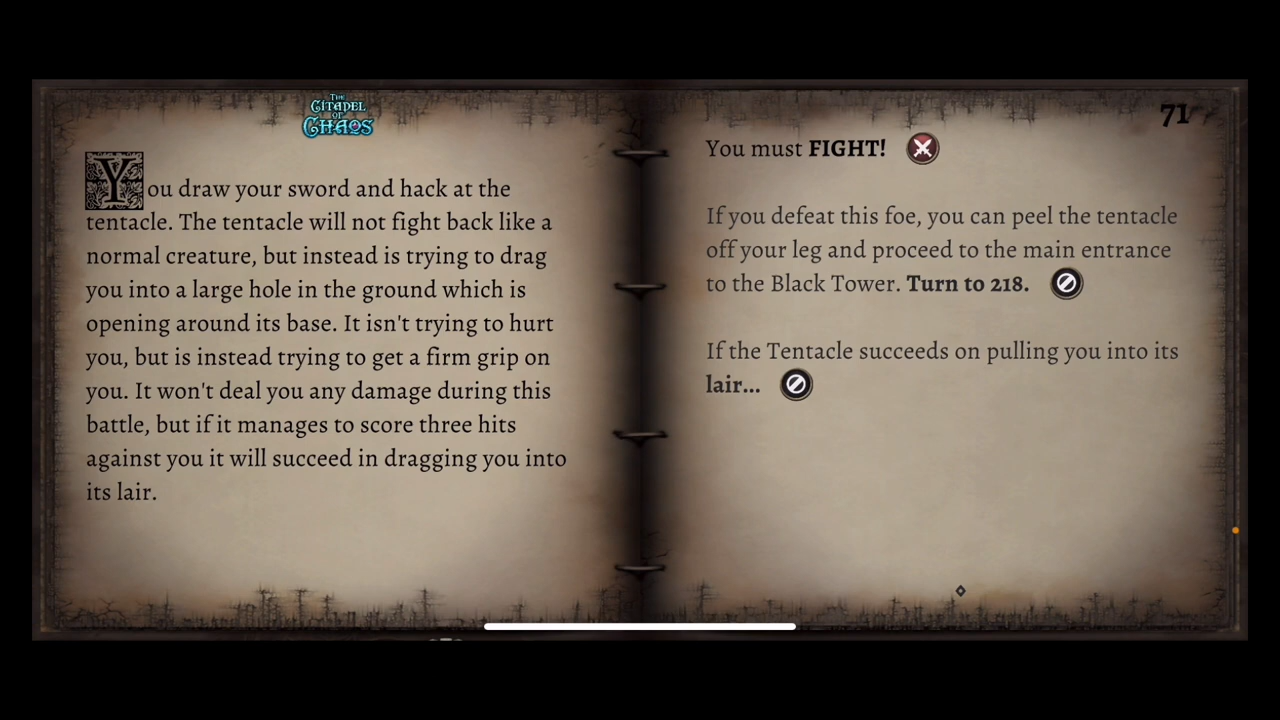 THE
CITADEL
OF
CHAOS
You draw your sword and hack at the
tentacle. The tentacle will not fight back like a
normal creature, but instead is trying to drag
you into a large hole in the ground which is
opening around its base. It isn't trying to hurt
you, but is instead trying to get a firm grip on
you. It won't deal you any damage during this
battle, but if it manages to score three hits
against you it will succeed in dragging you into
its lair.
71
You must FIGHT!
If you defeat this foe, you can peel the tentacle
off your leg and proceed to the main entrance
to the Black Tower. Turn to 218.
If the Tentacle succeeds on pulling you into its
lair...